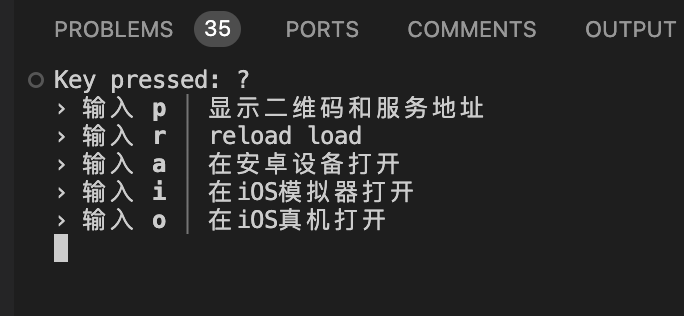 PROBLEMS 35 PORTS COMMENTS OUTPUT
Key pressed: ?
› 输入 p │ 显示二维码和服务地址
› 输入 r │ reload load
› 输入 a │ 在安卓设备打开
› 输入 i │ 在iOS模拟器打开
› 输入 o │ 在iOS真机打开